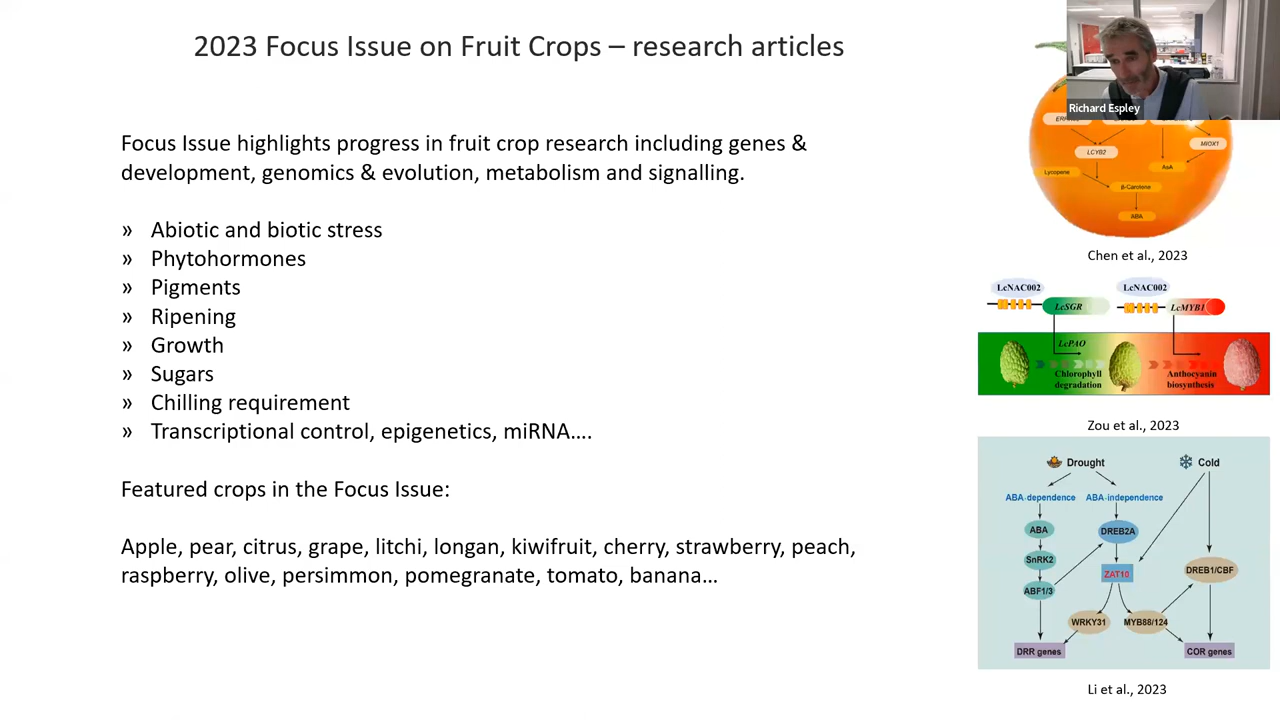 2023 Focus Issue on Fruit Crops – research articles
Richard Espley
Focus Issue highlights progress in fruit crop research including genes &
development, genomics & evolution, metabolism and signalling.
» Abiotic and biotic stress
» Phytohormones
» Pigments
» Ripening
» Growth
» Sugars
» Chilling requirement
» Transcriptional control, epigenetics, miRNA….
Featured crops in the Focus Issue:
Apple, pear, citrus, grape, litchi, longan, kiwifruit, cherry, strawberry, peach,
raspberry, olive, persimmon, pomegranate, tomato, banana…
MIOX1
LCYB2
AsA
Lycopene
β-Carotene
ABA
Chen et al., 2023
LcNAC002 LcNAC002
LcSGR LcMYB1
LcPAO
Chlorophyll
degradation
Anthocyanin
biosynthesis
Zou et al., 2023
Drought Cold
ABA-dependence ABA-independence
ABA DREB2A
SnRK2
ZAT10 DREB1/CBF
ABF1/3
WRKY31 MYB88/124
DRR genes COR genes
Li et al., 2023